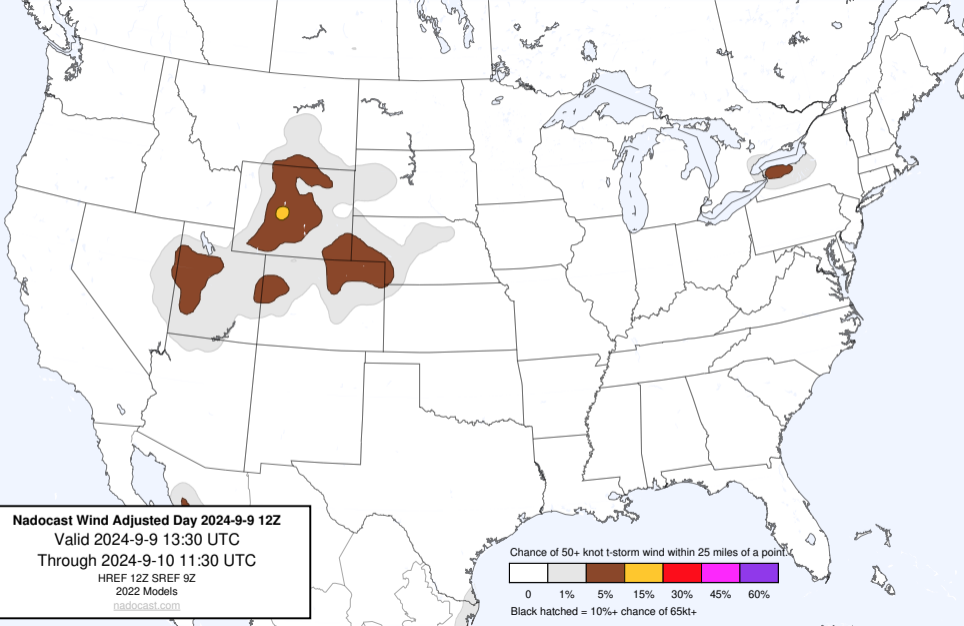 Nadocast Wind Adjusted Day 2024-9-9 12Z
Valid 2024-9-9 13:30 UTC
Through 2024-9-10 11:30 UTC
HREF 12Z SREF 9Z
2022 Models
nadocast.com
Chance of 50+ knot t-storm wind within 25 miles of a point.
0 1% 5% 15% 30% 45% 60%
Black hatched = 10%+ chance of 65kt+